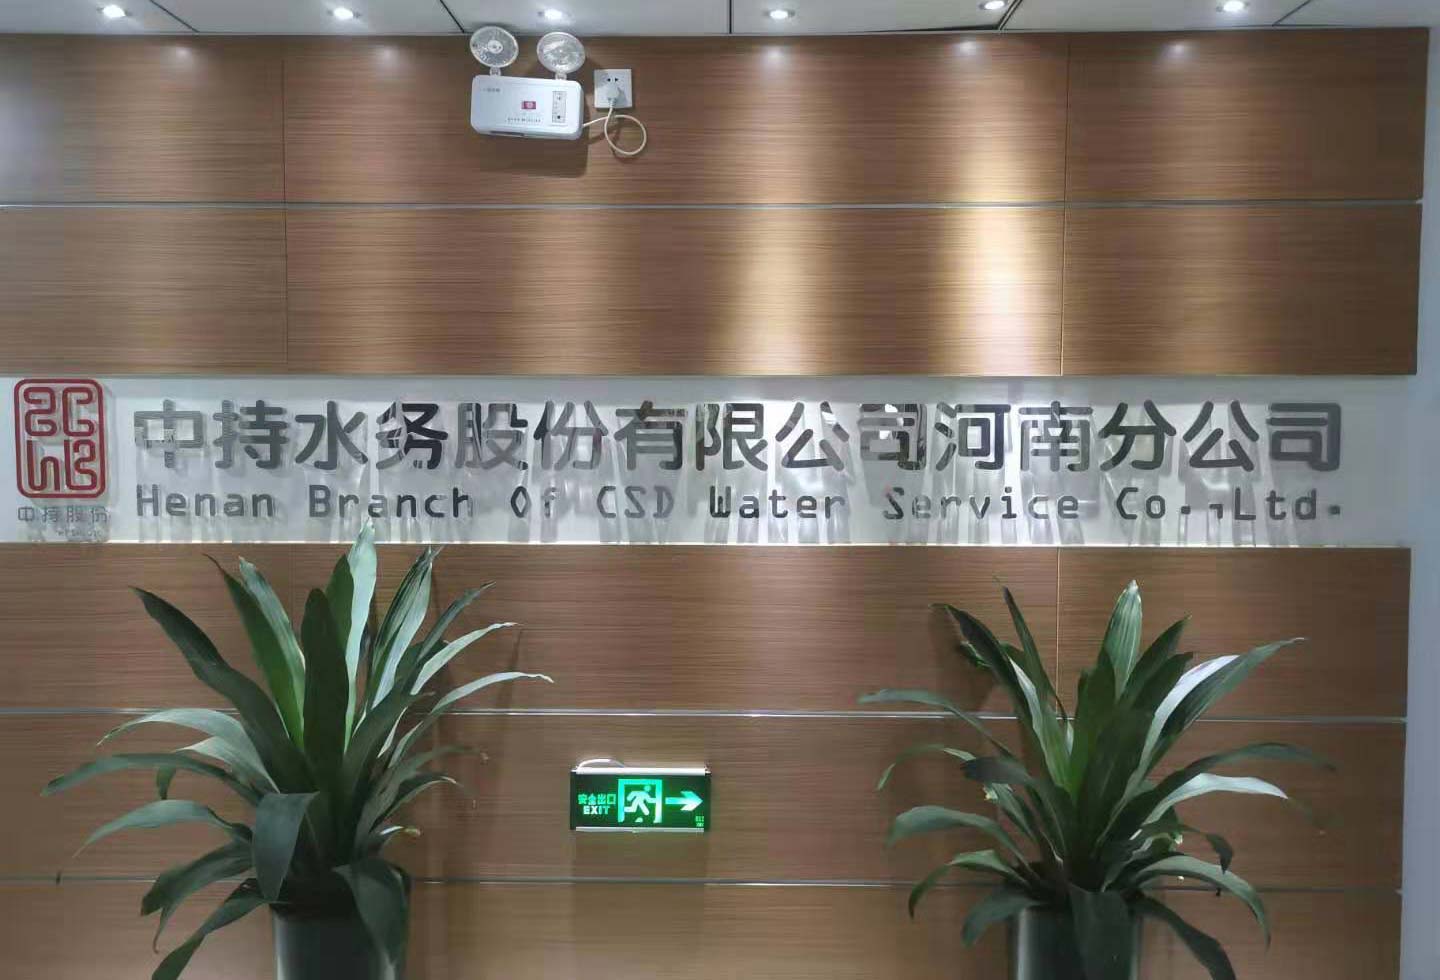 中持水务股份有限公司河南分公司
Henan Branch Of CSD Water Service Co.,Ltd.
中持股份
安全出口
EXIT